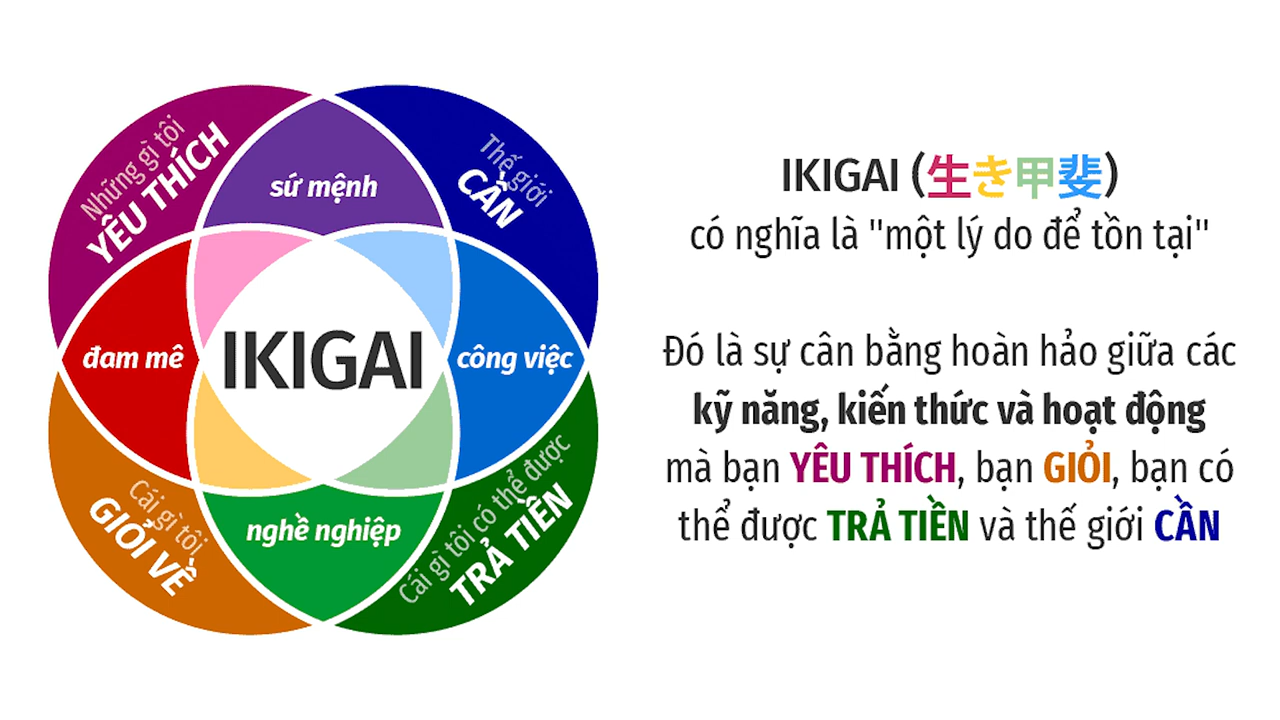 Những gì tôi
YÊU THÍCH
Thế giới
CẦN
sứ mệnh
đam mê
IKIGAI
công việc
nghề nghiệp
Cái gì tôi
GIỎI VỀ
Cái gì tôi có thể được
TRẢ TIỀN
IKIGAI (生き甲斐)
có nghĩa là "một lý do để tồn tại"
Đó là sự cân bằng hoàn hảo giữa các
kỹ năng, kiến thức và hoạt động
mà bạn YÊU THÍCH, bạn GIỎI, bạn có
thể được TRẢ TIỀN và thế giới CẦN